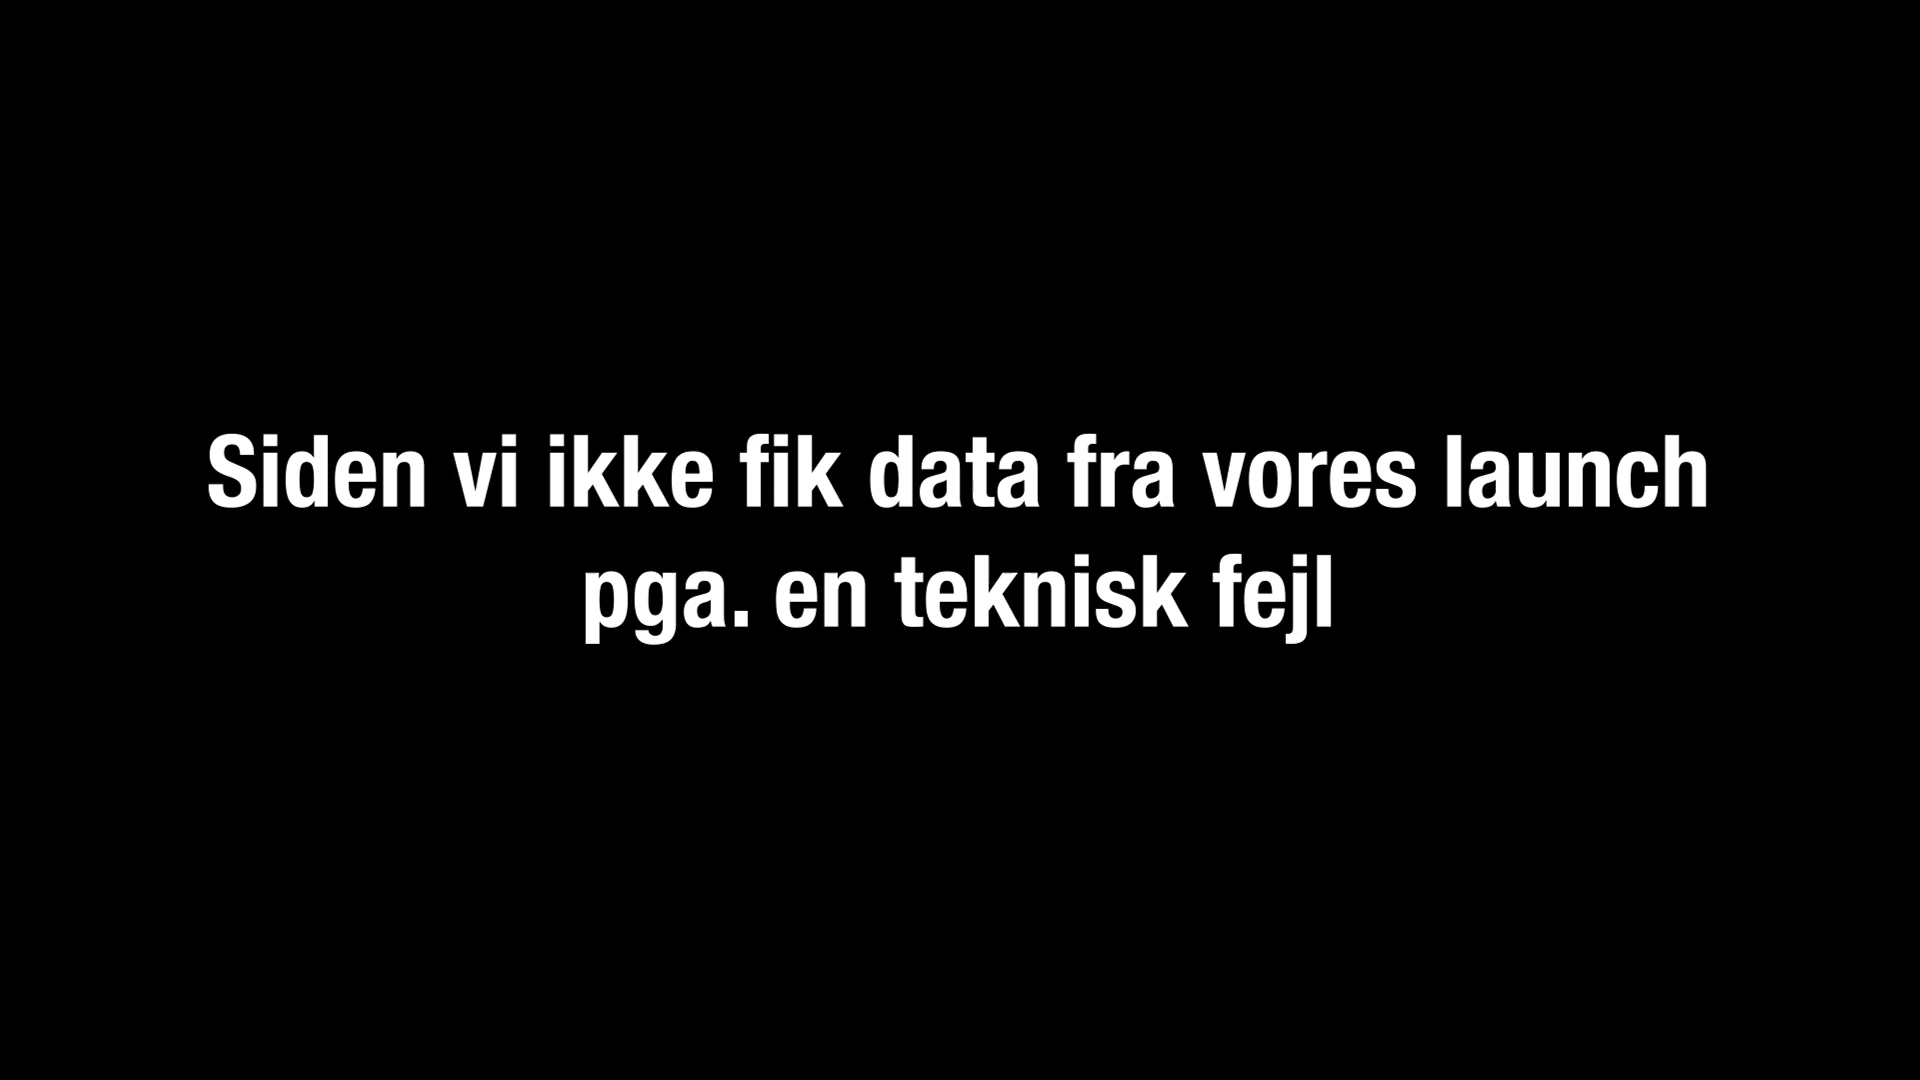 Siden vi ikke fik data fra vores launch
pga. en teknisk fejl